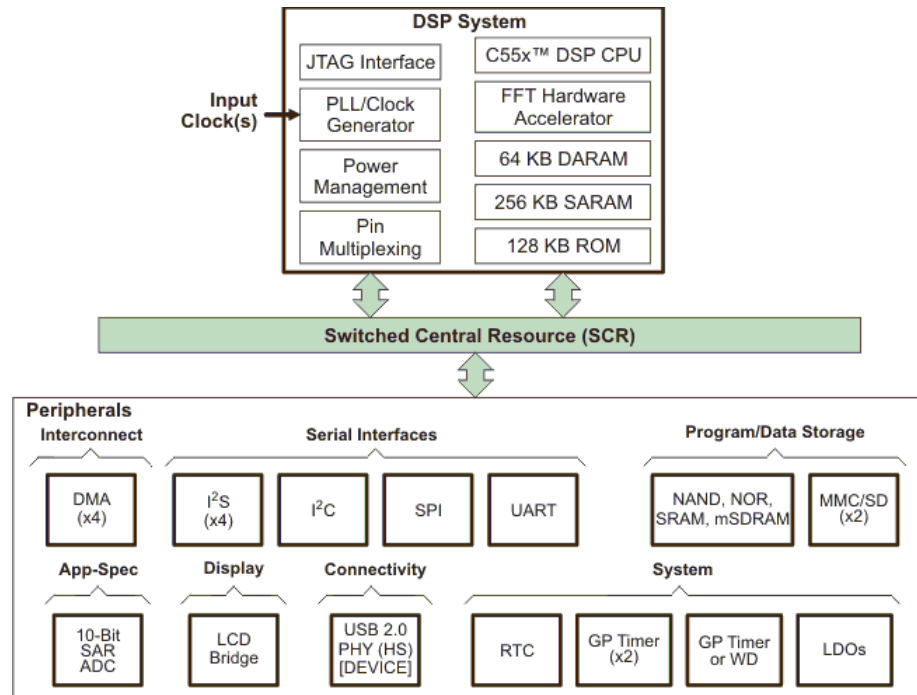 DSP System
JTAG Interface
C55x™ DSP CPU
Input
Clock(s)
PLL/Clock
Generator
FFT Hardware
Accelerator
Power
Management
64 KB DARAM
256 KB SARAM
Pin
Multiplexing
128 KB ROM
Switched Central Resource (SCR)
Peripherals
Interconnect
Serial Interfaces
Program/Data Storage
DMA
(x4)
I²S
(x4)
I²C
SPI
UART
NAND, NOR,
SRAM, mSDRAM
MMC/SD
(x2)
App-Spec
Display
Connectivity
System
10-Bit
SAR
ADC
LCD
Bridge
USB 2.0
PHY (HS)
[DEVICE]
RTC
GP Timer
(x2)
GP Timer
or WD
LDOs